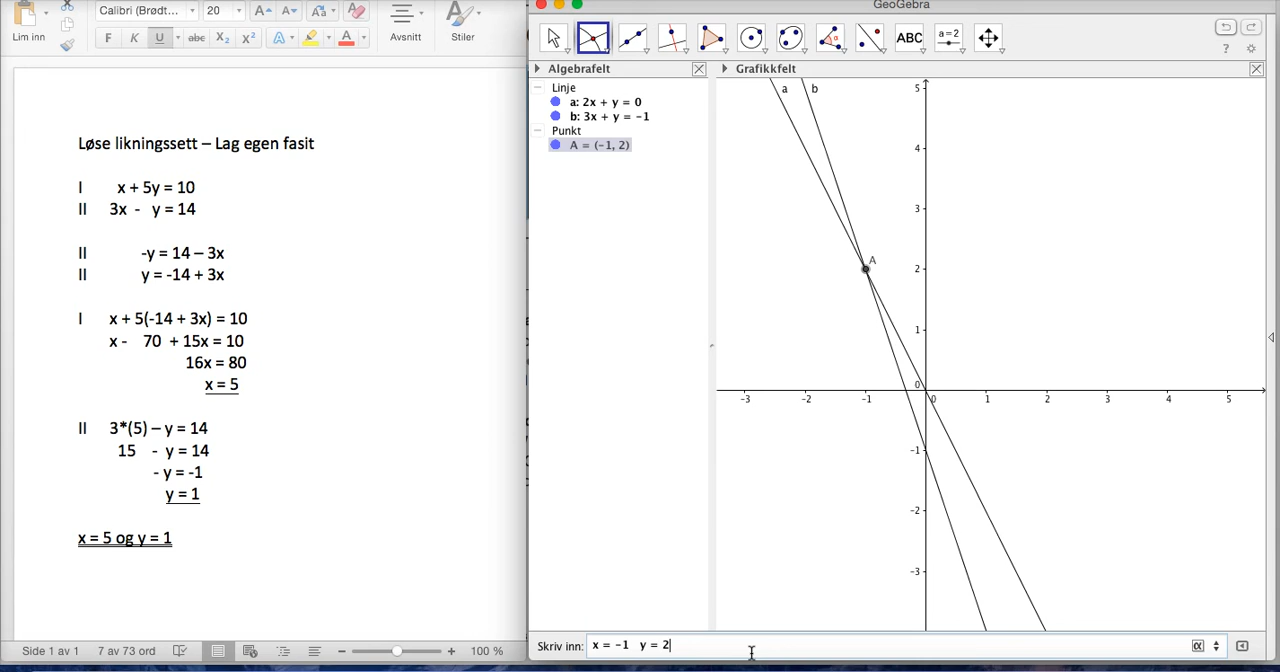 Calibri (Brødt...
20
A
A
Aa
Lim inn
F K U abc X₂ X² A A
Avsnitt
Stiler
Løse likningssett – Lag egen fasit
I x + 5y = 10
II 3x - y = 14
II -y = 14 – 3x
II y = -14 + 3x
I x + 5(-14 + 3x) = 10
x - 70 + 15x = 10
16x = 80
x = 5
II 3*(5) – y = 14
15 - y = 14
- y = -1
y = 1
x = 5 og y = 1
Side 1 av 1 7 av 73 ord 100 %
GeoGebra
ABC
a=2
?
Algebrafelt
Linje
a: 2x + y = 0
b: 3x + y = −1
Punkt
A = (−1, 2)
Grafikkfelt
a b
A
5
4
3
2
1
0
−1
−2
−3
−3 −2 −1 0 1 2 3 4 5
Skriv inn: x = −1 y = 2
α